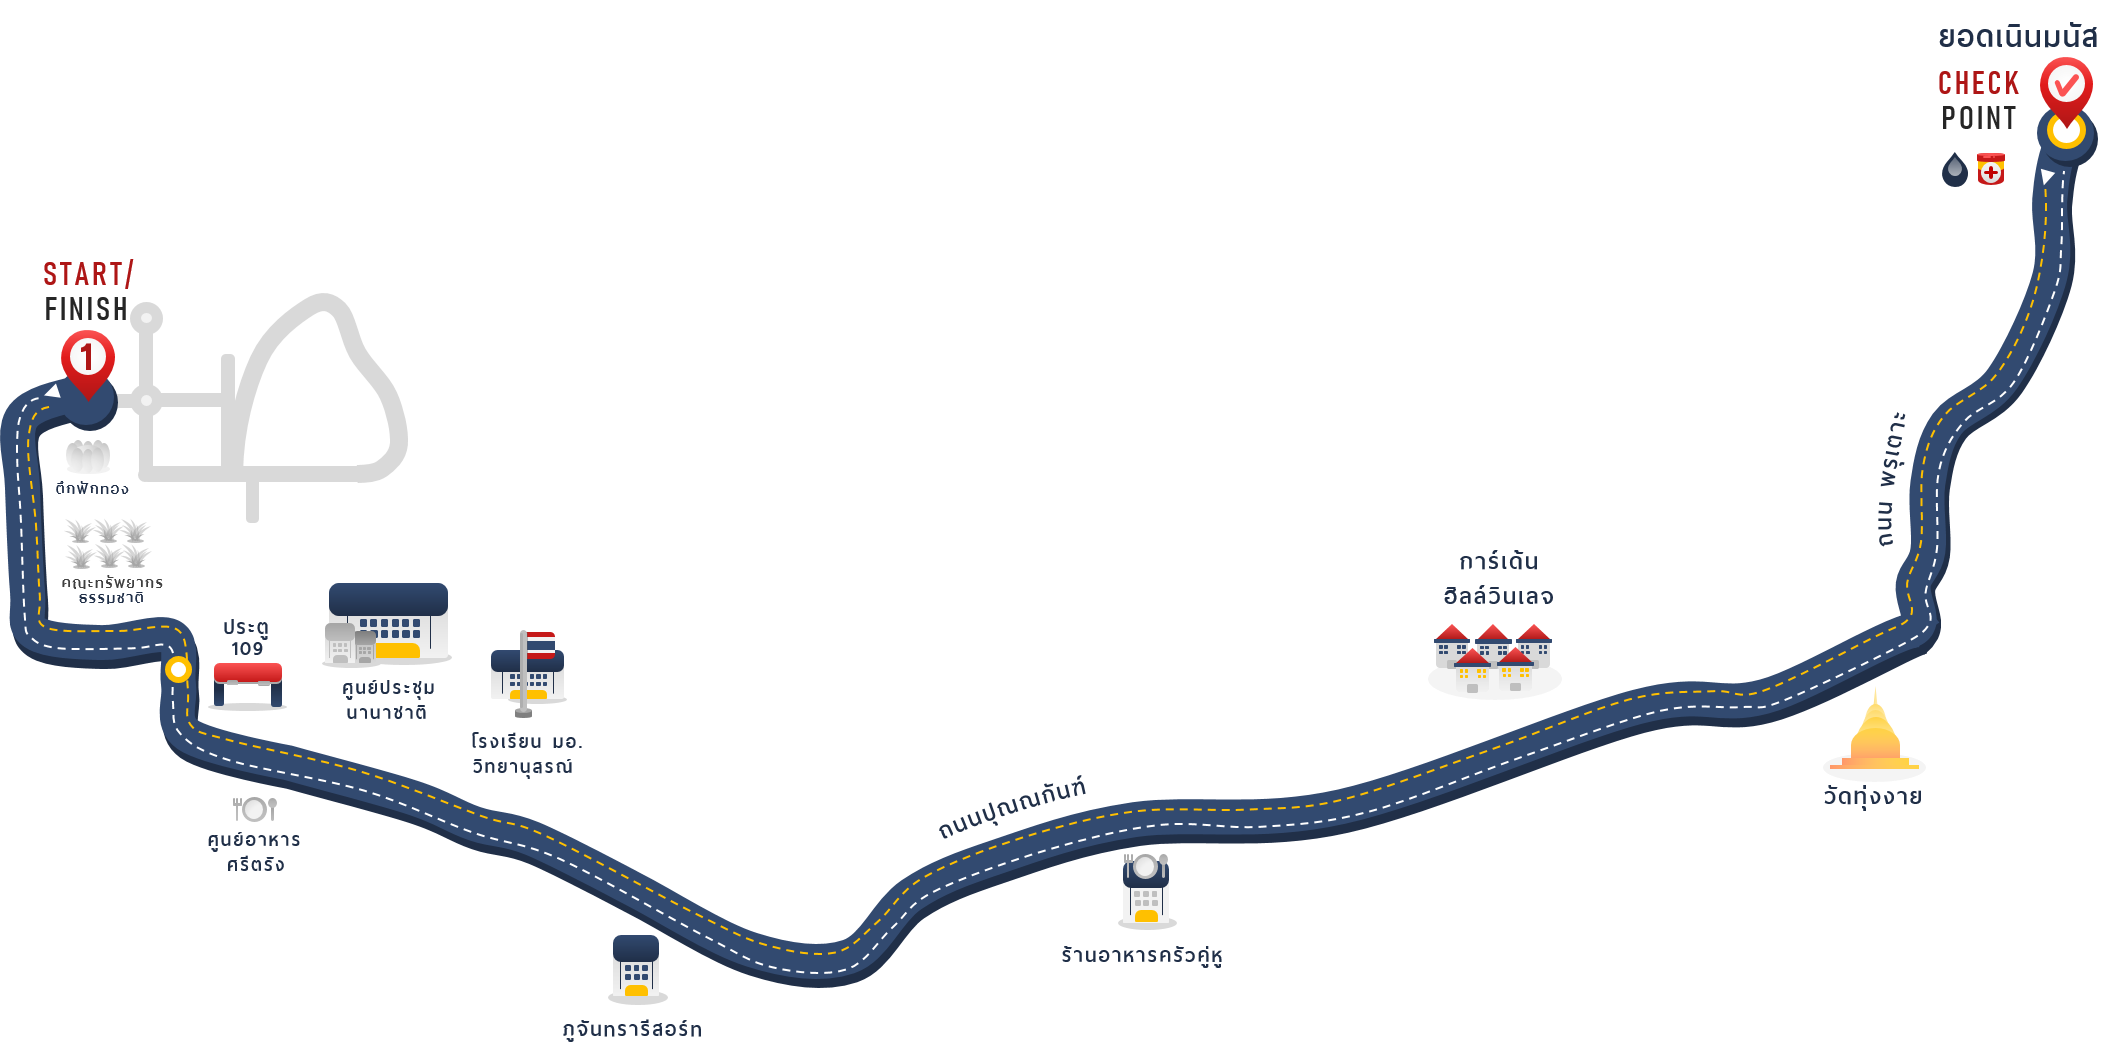 ยอดเนินมนัส
CHECK
POINT
START/
FINISH
1
ตึกฟักทอง
คณะทรัพยากร
ธรรมชาติ
ประตู
109
ศูนย์ประชุม
นานาชาติ
โรงเรียน มอ.
วิทยานุสรณ์
ศูนย์อาหาร
ศรีตรัง
ภูจันทรารีสอร์ท
ถนนปุณณกันฑ์
ร้านอาหารครัวคู่หู
การ์เด้น
ฮิลล์วินเลจ
ถนน พรุเตาะ
วัดทุ่งงาย